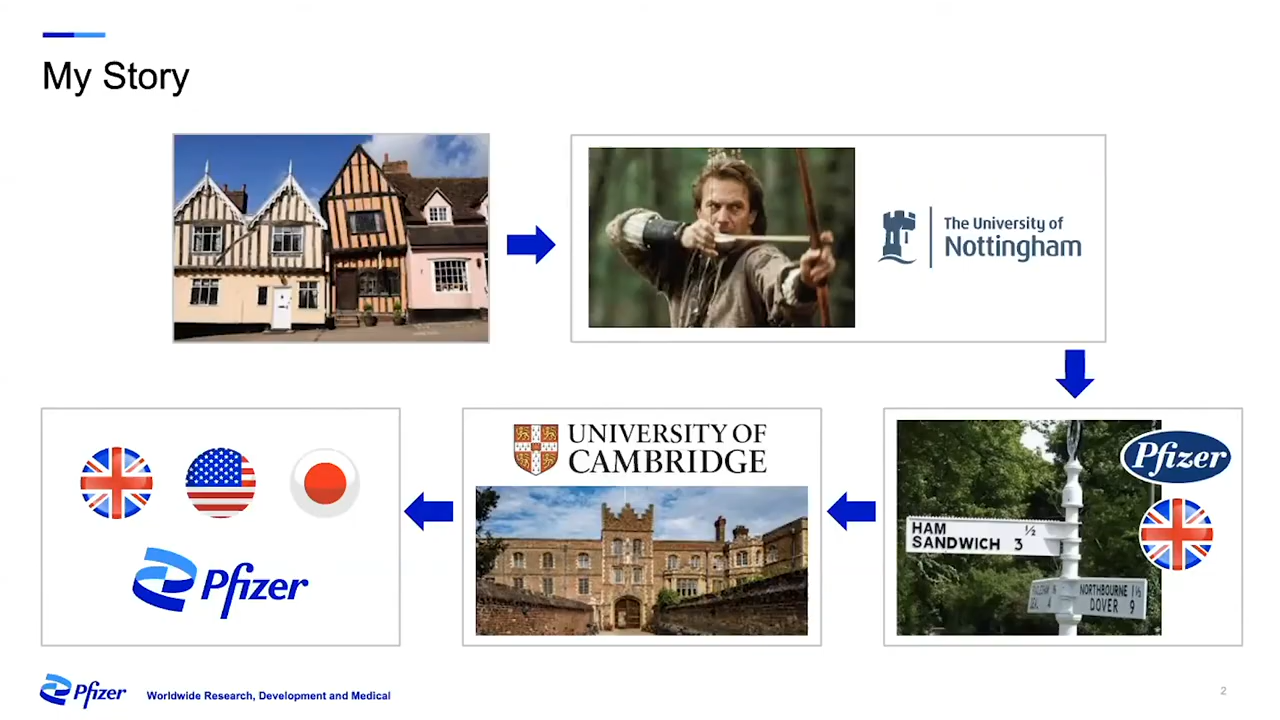 My Story
The University of
Nottingham
UNIVERSITY OF
CAMBRIDGE
Pfizer
HAM ½
SANDWICH 3
NORTHBOURNE 1½
DOVER 9
4
Pfizer
Pfizer
Worldwide Research, Development and Medical
2